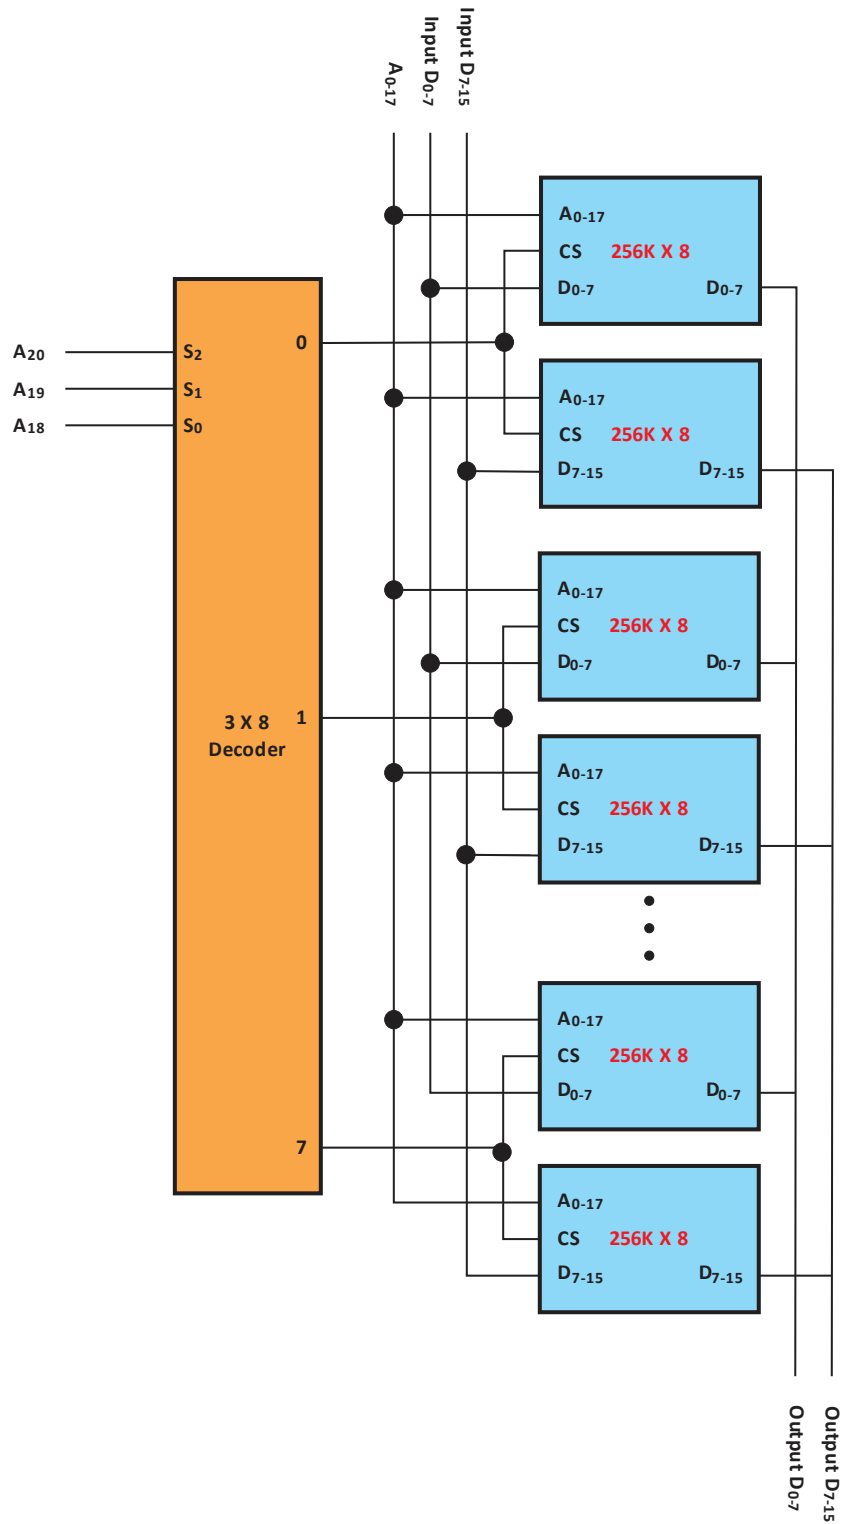 A0-17
Input D0-7
Input D7-15
A0-17
CS 256K X 8
D0-7 D0-7
A20 S2 0
A19 S1
A18 S0
A0-17
CS 256K X 8
D7-15 D7-15
A0-17
CS 256K X 8
D0-7 D0-7
3 X 8 1
Decoder
A0-17
CS 256K X 8
D7-15 D7-15
A0-17
CS 256K X 8
D0-7 D0-7
7
A0-17
CS 256K X 8
D7-15 D7-15
Output D0-7
Output D7-15